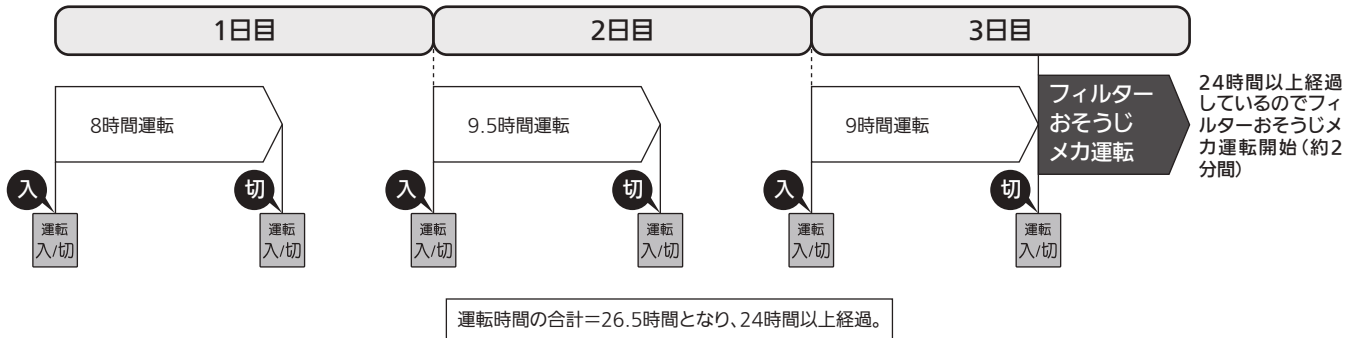 1日目
2日目
3日目
8時間運転
9.5時間運転
9時間運転
フィルター
おそうじ
メカ運転
24時間以上経過
しているのでフィ
ルターおそうじメ
カ運転開始（約2
分間）
入
切
入
切
入
切
運転
入/切
運転
入/切
運転
入/切
運転
入/切
運転
入/切
運転
入/切
運転時間の合計＝26.5時間となり、24時間以上経過。